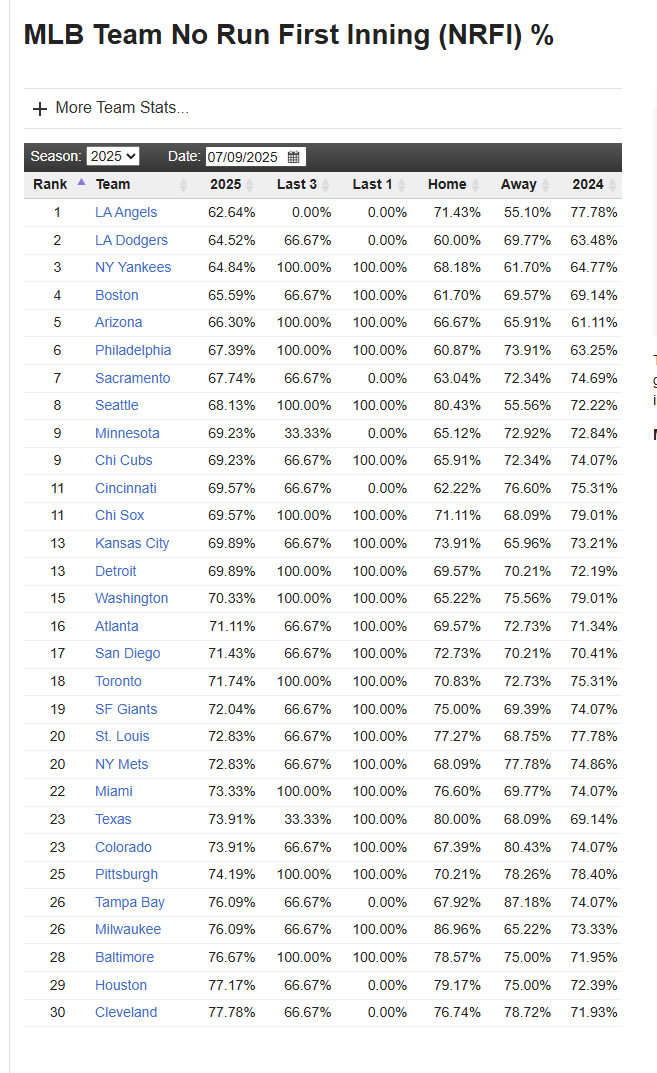 MLB Team No Run First Inning (NRFI) %
More Team Stats...
Season: 2025 Date: 07/09/2025
Rank Team 2025 Last 3 Last 1 Home Away 2024
1 LA Angels 62.64% 0.00% 0.00% 71.43% 55.10% 77.78%
2 LA Dodgers 64.52% 66.67% 100.00% 60.00% 69.77% 63.48%
3 NY Yankees 64.84% 100.00% 100.00% 68.18% 61.70% 64.77%
4 Boston 65.59% 66.67% 100.00% 61.70% 69.57% 69.14%
5 Arizona 66.30% 100.00% 100.00% 66.67% 65.91% 61.11%
6 Philadelphia 67.39% 100.00% 100.00% 60.87% 73.91% 63.25%
7 Sacramento 67.74% 66.67% 0.00% 63.04% 72.34% 74.69%
8 Seattle 68.13% 100.00% 100.00% 80.43% 55.56% 72.22%
9 Minnesota 69.23% 33.33% 0.00% 65.12% 72.92% 72.84%
9 Chi Cubs 69.23% 66.67% 100.00% 65.91% 72.34% 74.07%
11 Cincinnati 69.57% 66.67% 0.00% 62.22% 76.60% 75.31%
11 Chi Sox 69.57% 100.00% 100.00% 71.11% 68.09% 79.01%
13 Kansas City 69.89% 66.67% 100.00% 73.91% 65.96% 73.21%
13 Detroit 69.89% 100.00% 100.00% 69.57% 70.21% 72.19%
15 Washington 70.33% 100.00% 100.00% 65.22% 75.56% 79.01%
16 Atlanta 71.11% 66.67% 100.00% 69.57% 72.73% 71.34%
17 San Diego 71.43% 66.67% 100.00% 72.73% 70.21% 70.41%
18 Toronto 71.74% 100.00% 100.00% 70.83% 72.73% 75.31%
19 SF Giants 72.04% 66.67% 100.00% 75.00% 69.39% 74.07%
20 St. Louis 72.83% 66.67% 100.00% 77.27% 68.75% 77.78%
20 NY Mets 72.83% 66.67% 100.00% 68.09% 77.78% 74.86%
22 Miami 73.33% 100.00% 100.00% 76.60% 69.77% 74.07%
23 Texas 73.91% 33.33% 100.00% 80.00% 68.09% 69.14%
23 Colorado 73.91% 66.67% 100.00% 67.39% 80.43% 74.07%
25 Pittsburgh 74.19% 100.00% 100.00% 70.21% 78.26% 78.40%
26 Tampa Bay 76.09% 66.67% 0.00% 67.92% 87.18% 74.07%
26 Milwaukee 76.09% 66.67% 100.00% 86.96% 65.22% 73.33%
28 Baltimore 76.67% 100.00% 100.00% 78.57% 75.00% 71.95%
29 Houston 77.17% 66.67% 0.00% 79.17% 75.00% 72.39%
30 Cleveland 77.78% 66.67% 0.00% 76.74% 78.72% 71.93%